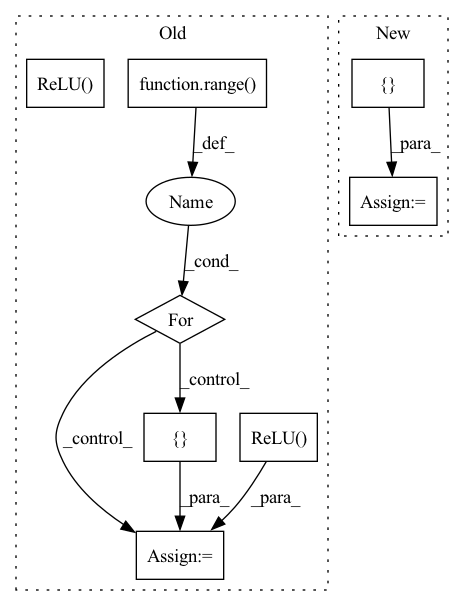 Old
New
ReLU()
function.range()
{}
_def_
_para_
Name
Assign:=
_cond_
For
_control_
_control_
{}
ReLU()
_para_
_para_
Assign:=